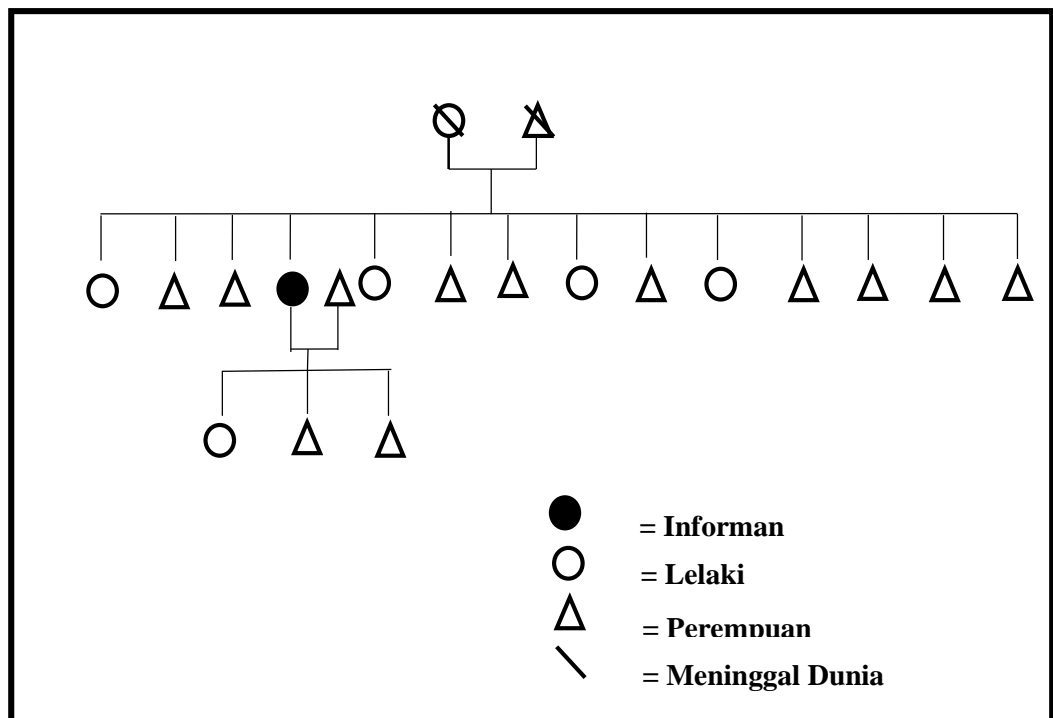 = Informan
= Lelaki
= Perempuan
= Meninggal Dunia